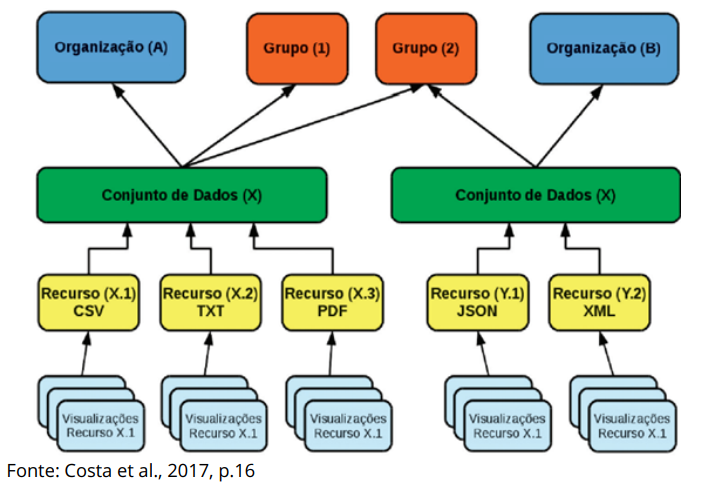 Organização (A)
Grupo (1)
Grupo (2)
Organização (B)
Conjunto de Dados (X)
Conjunto de Dados (X)
Recurso (X.1)
CSV
Recurso (X.2)
TXT
Recurso (X.3)
PDF
Recurso (Y.1)
JSON
Recurso (Y.2)
XML
Visualizações
Recurso X.1
Visualizações
Recurso X.1
Visualizações
Recurso X.1
Visualizações
Recurso X.1
Visualizações
Recurso X.1
Fonte: Costa et al., 2017, p.16